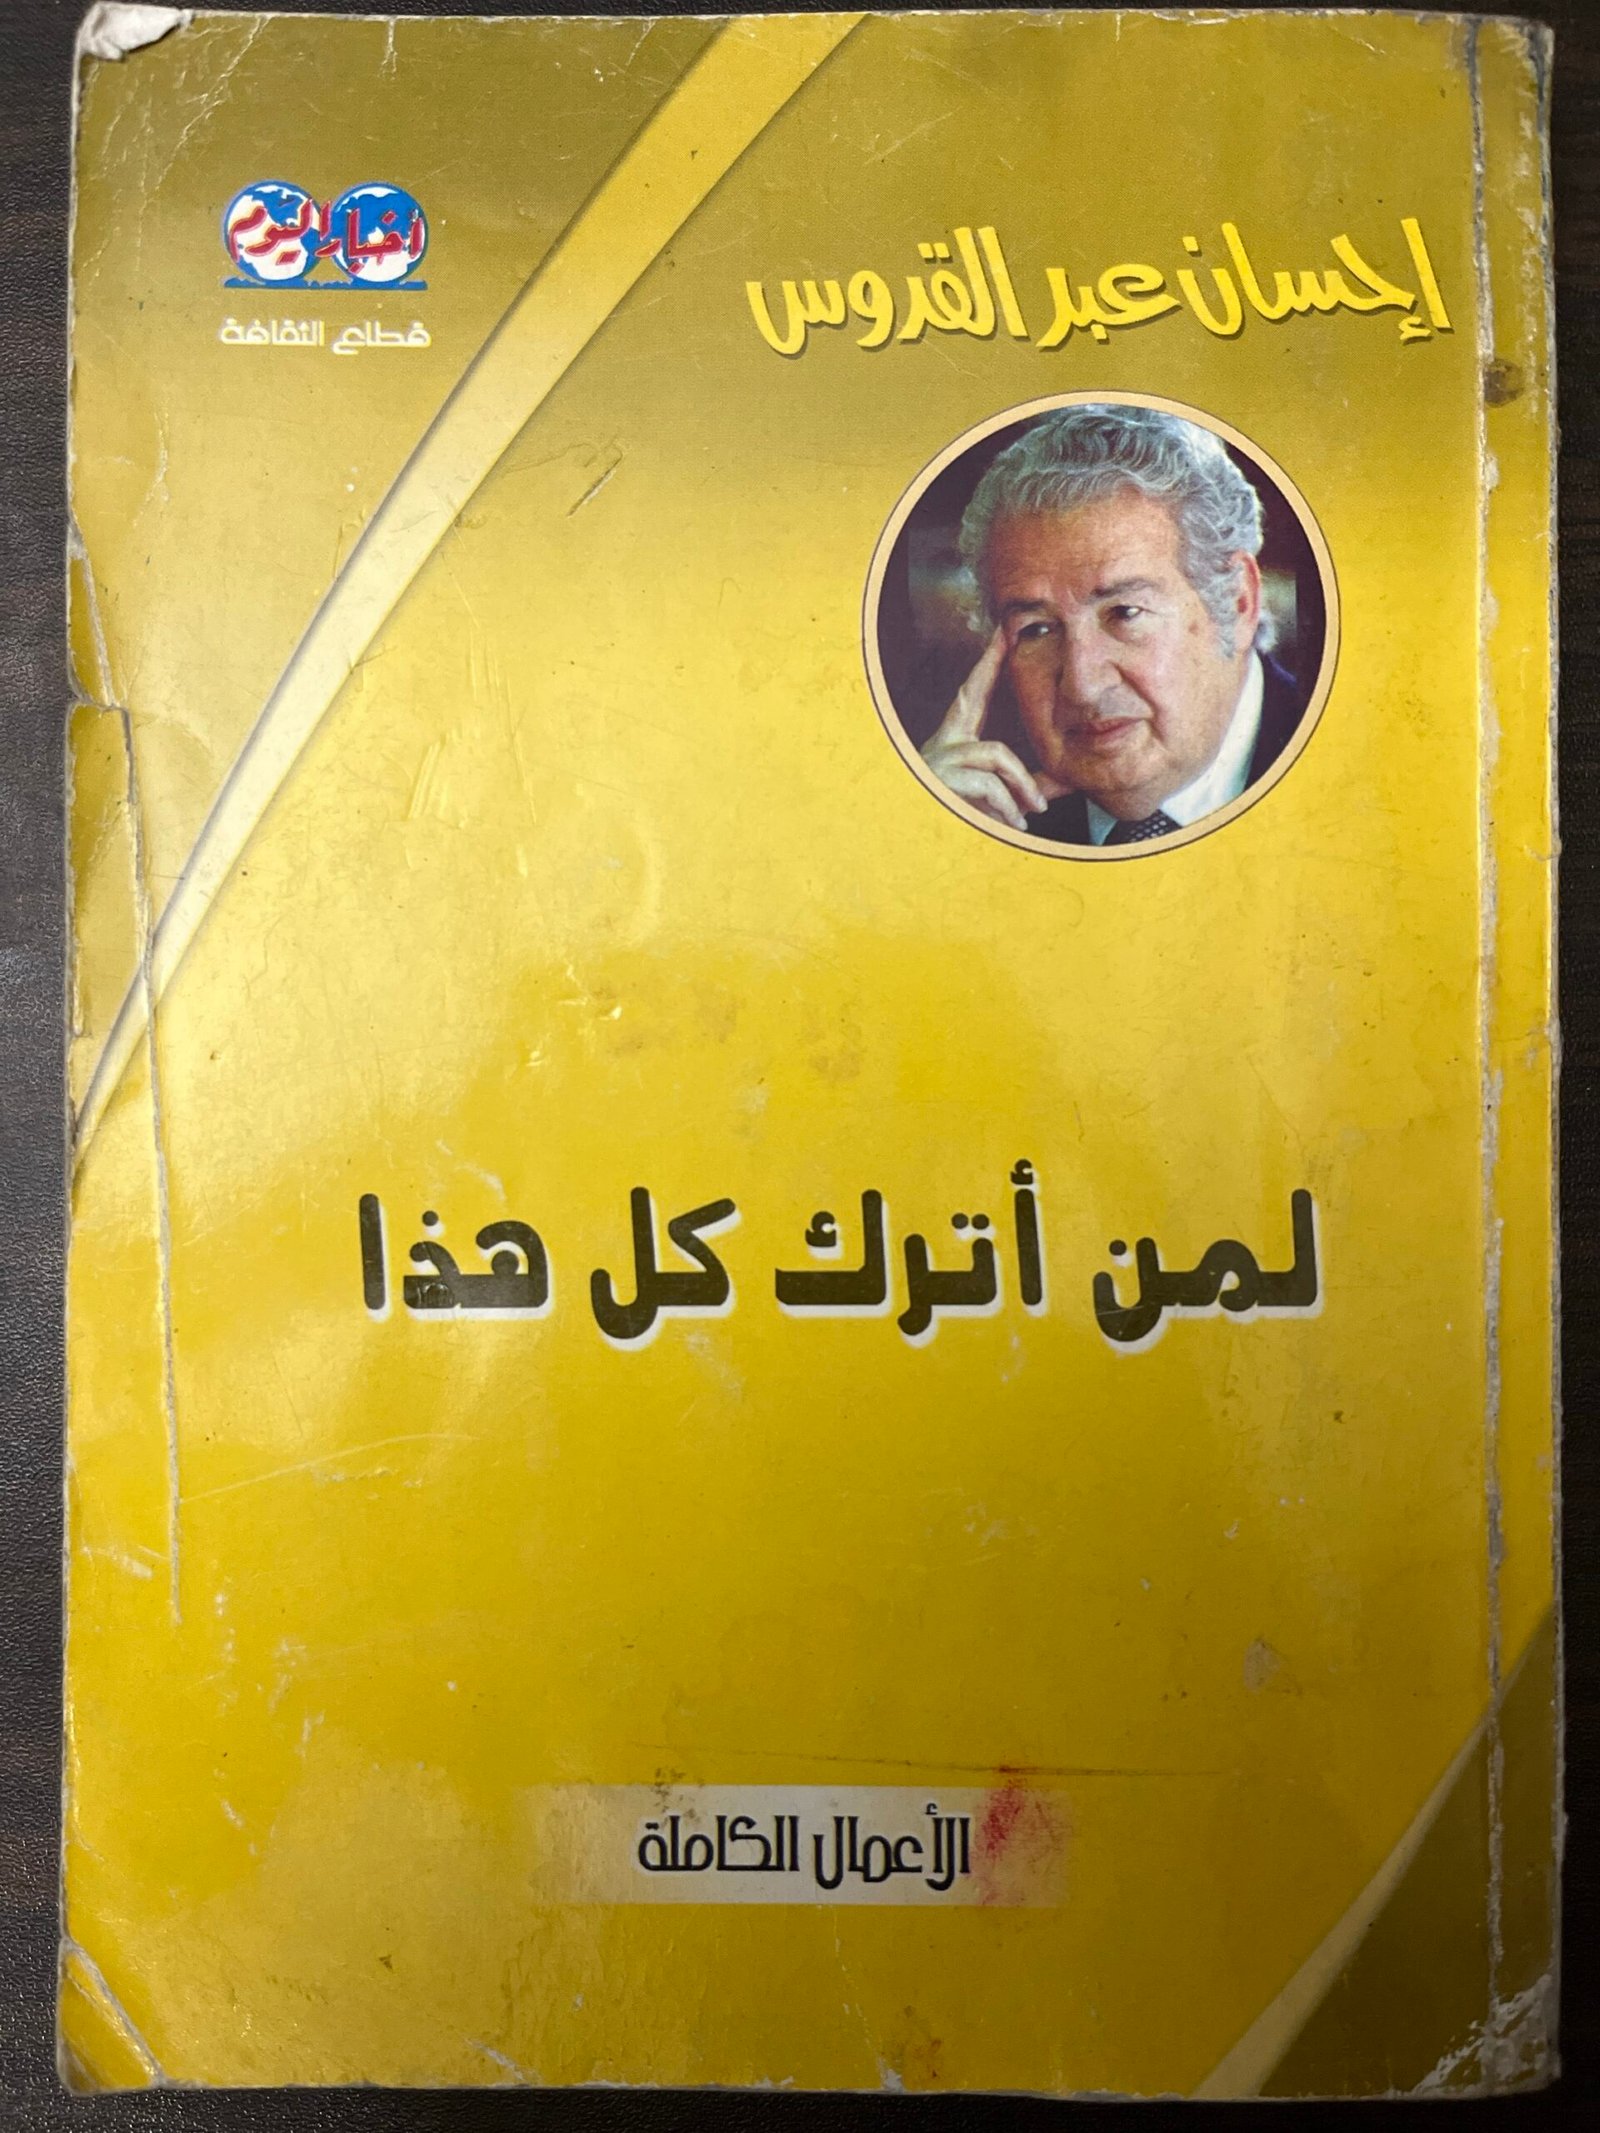 إحسان عبد القدوس
أخبار اليوم
قطاع الثقافة
لمن أترك كل هذا
الأعمال الكاملة